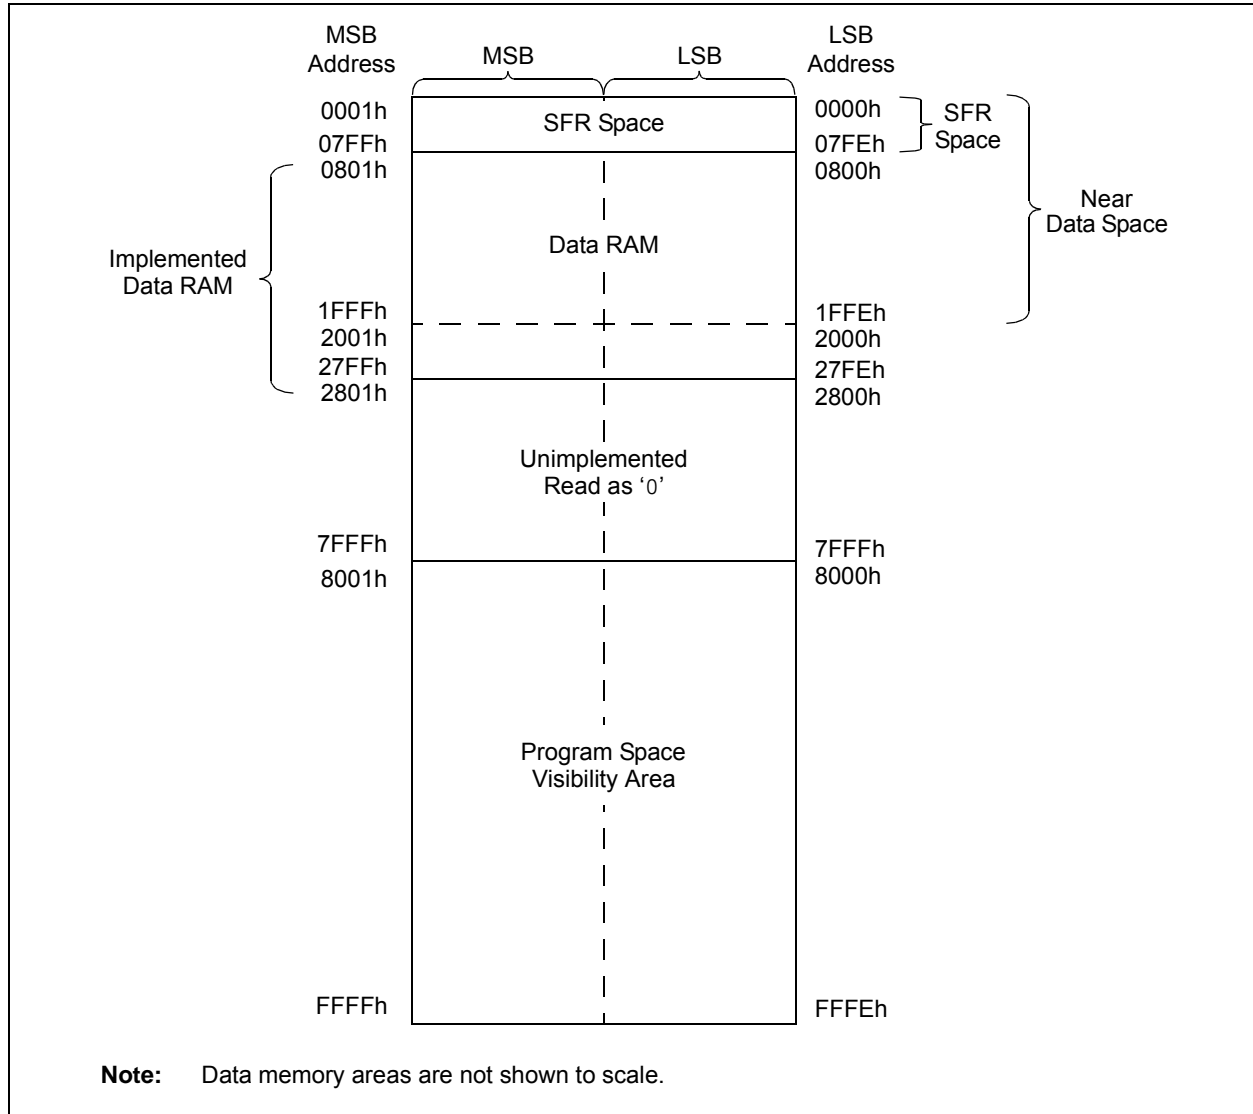 MSB
Address
MSB
LSB
LSB
Address
0001h
SFR Space
0000h
SFR
Space
07FFh
07FEh
0801h
0800h
Near
Data Space
Implemented
Data RAM
Data RAM
1FFFh
1FFEh
2001h
2000h
27FFh
27FEh
2801h
2800h
Unimplemented
Read as ‘0’
7FFFh
7FFFh
8001h
8000h
Program Space
Visibility Area
FFFFh
FFFEh
Note: Data memory areas are not shown to scale.